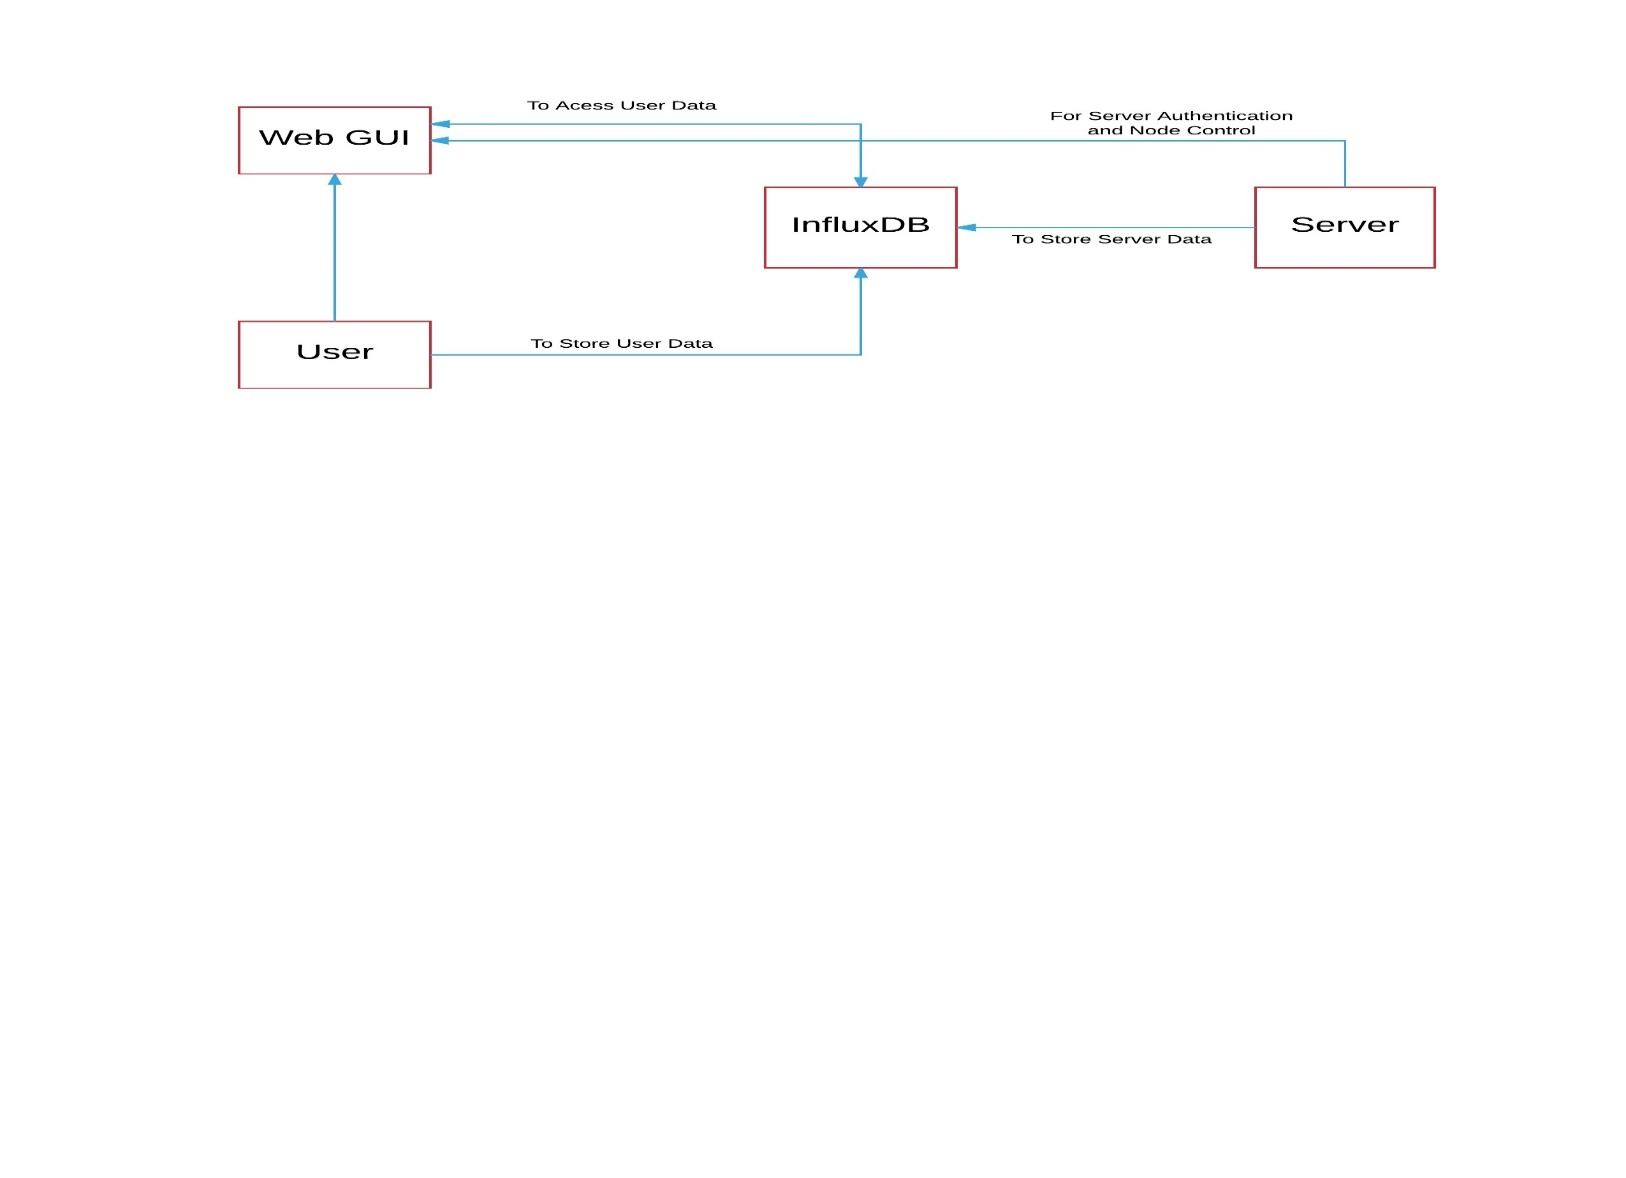 To Acess User Data
For Server Authentication
and Node Control
Web GUI
InfluxDB
Server
To Store Server Data
To Store User Data
User